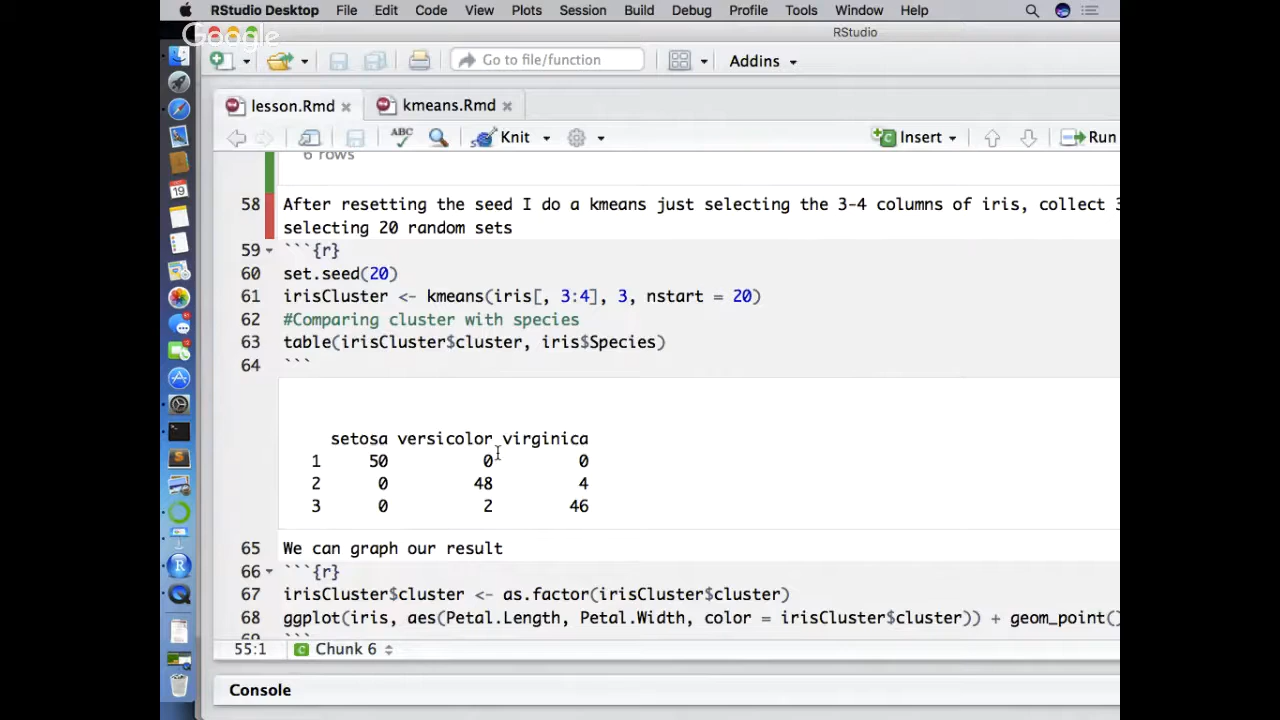 RStudio Desktop File Edit Code View Plots Session Build Debug Profile Tools Window Help
Google
RStudio
Go to file/function Addins
lesson.Rmd kmeans.Rmd
ABC Knit Insert Run
6 rows
58 After resetting the seed I do a kmeans just selecting the 3-4 columns of iris, collect 3
selecting 20 random sets
59 ```{r}
60 set.seed(20)
61 irisCluster <- kmeans(iris[, 3:4], 3, nstart = 20)
62 #Comparing cluster with species
63 table(irisCluster$cluster, iris$Species)
64 ```
setosa versicolor virginica
1 50 0 0
2 0 48 4
3 0 2 46
65 We can graph our result
66 ```{r}
67 irisCluster$cluster <- as.factor(irisCluster$cluster)
68 ggplot(iris, aes(Petal.Length, Petal.Width, color = irisCluster$cluster)) + geom_point()
69 ```
55:1 Chunk 6
Console